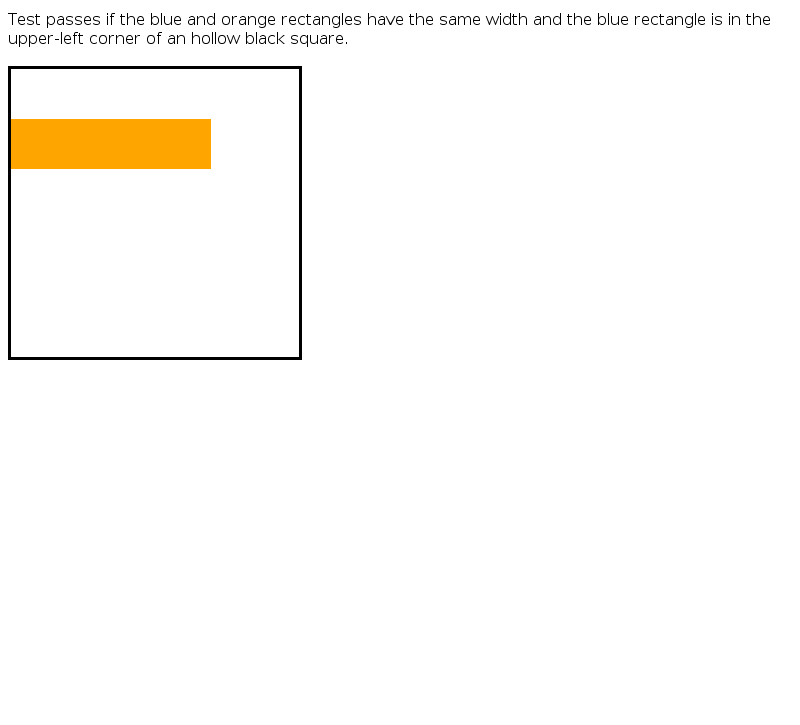 Test passes if the blue and orange rectangles have the same width and the blue rectangle is in the
upper-left corner of an hollow black square.